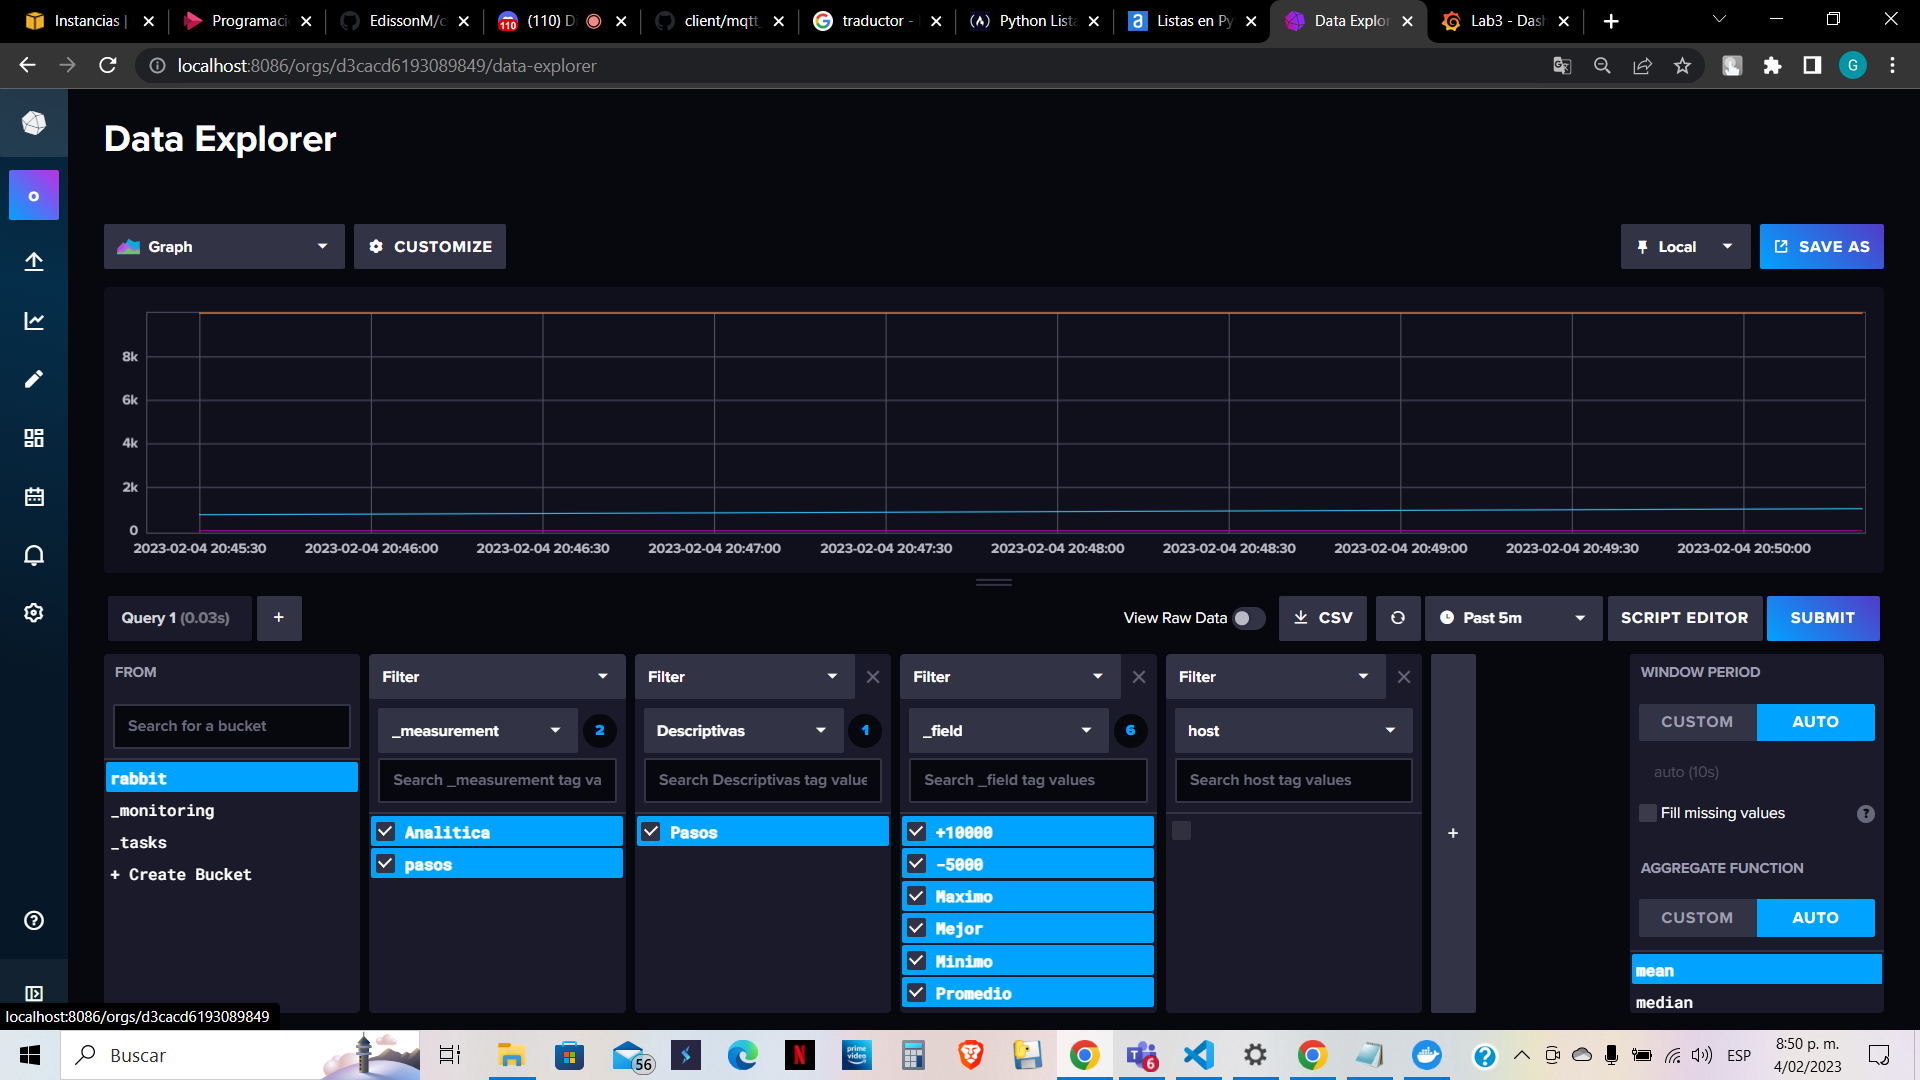 Instancias |
Programaci
EdissonM/c
110
(110) Di
client/mqtt_
traductor -
(A)
Python Lista
a
Listas en Py
Data Explor
Lab3 - Dash
localhost:8086/orgs/d3cacd6193089849/data-explorer
G
o
Data Explorer
Graph
CUSTOMIZE
Local
SAVE AS
8k
6k
4k
2k
0
2023-02-04 20:45:30
2023-02-04 20:46:00
2023-02-04 20:46:30
2023-02-04 20:47:00
2023-02-04 20:47:30
2023-02-04 20:48:00
2023-02-04 20:48:30
2023-02-04 20:49:00
2023-02-04 20:49:30
2023-02-04 20:50:00
Query 1 (0.03s)
+
View Raw Data
CSV
Past 5m
SCRIPT EDITOR
SUBMIT
FROM
Search for a bucket
rabbit
_monitoring
_tasks
+ Create Bucket
Filter
_measurement
2
Search _measurement tag va
Analitica
pasos
Filter
Descriptivas
1
Search Descriptivas tag value
Pasos
Filter
_field
6
Search _field tag values
+10000
-5000
Maximo
Mejor
Minimo
Promedio
Filter
host
Search host tag values
+
WINDOW PERIOD
CUSTOM
AUTO
auto (10s)
Fill missing values
?
AGGREGATE FUNCTION
CUSTOM
AUTO
mean
median
localhost:8086/orgs/d3cacd6193089849
Buscar
56
N
prime
video
6
ESP
8:50 p. m.
4/02/2023